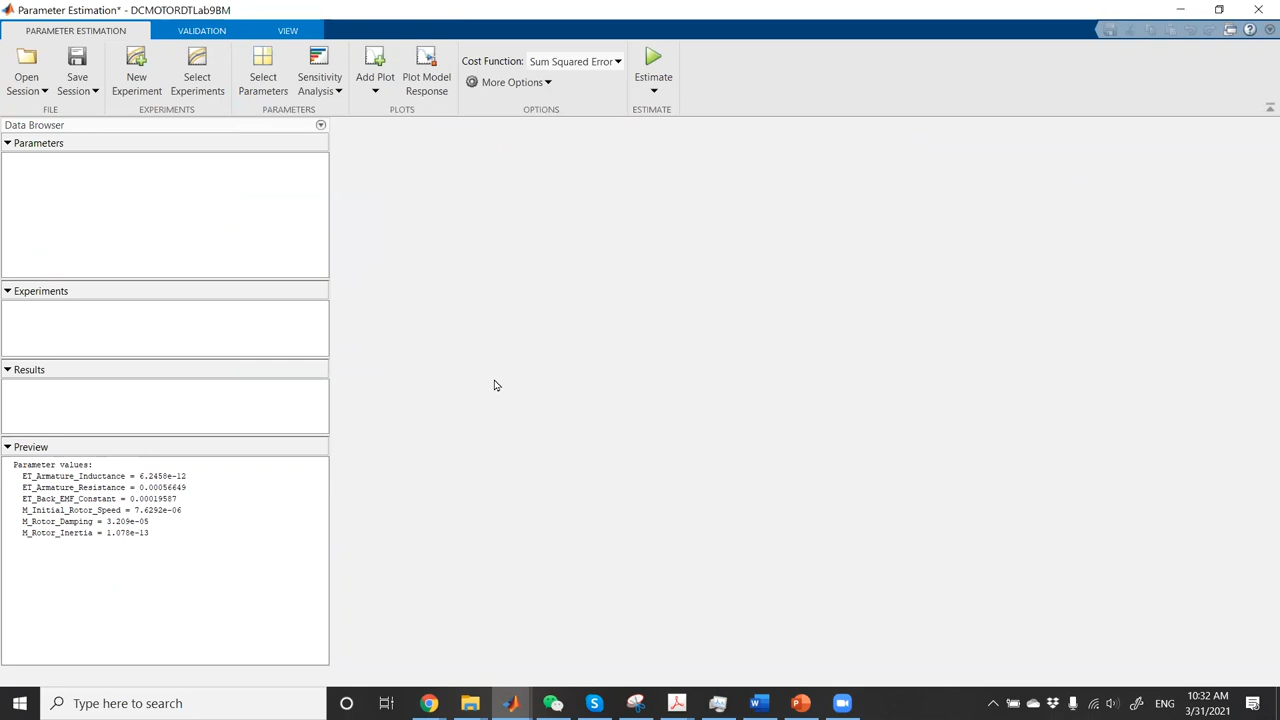 Parameter Estimation* - DCMOTORDTLab9BM
PARAMETER ESTIMATION VALIDATION VIEW
Open Session Save Session New Experiment Select Experiments Select Parameters Sensitivity Analysis Add Plot Plot Model Response Cost Function: Sum Squared Error More Options Estimate
FILE EXPERIMENTS PARAMETERS PLOTS OPTIONS ESTIMATE
Data Browser
Parameters
Experiments
Results
Preview
Parameter values:
ET_Armature_Inductance = 6.2458e-12
ET_Armature_Resistance = 0.00056649
ET_Back_EMF_Constant = 0.00019587
M_Initial_Rotor_Speed = 7.6292e-06
M_Rotor_Damping = 3.209e-05
M_Rotor_Inertia = 1.078e-13
Type here to search
ENG
10:32 AM
3/31/2021